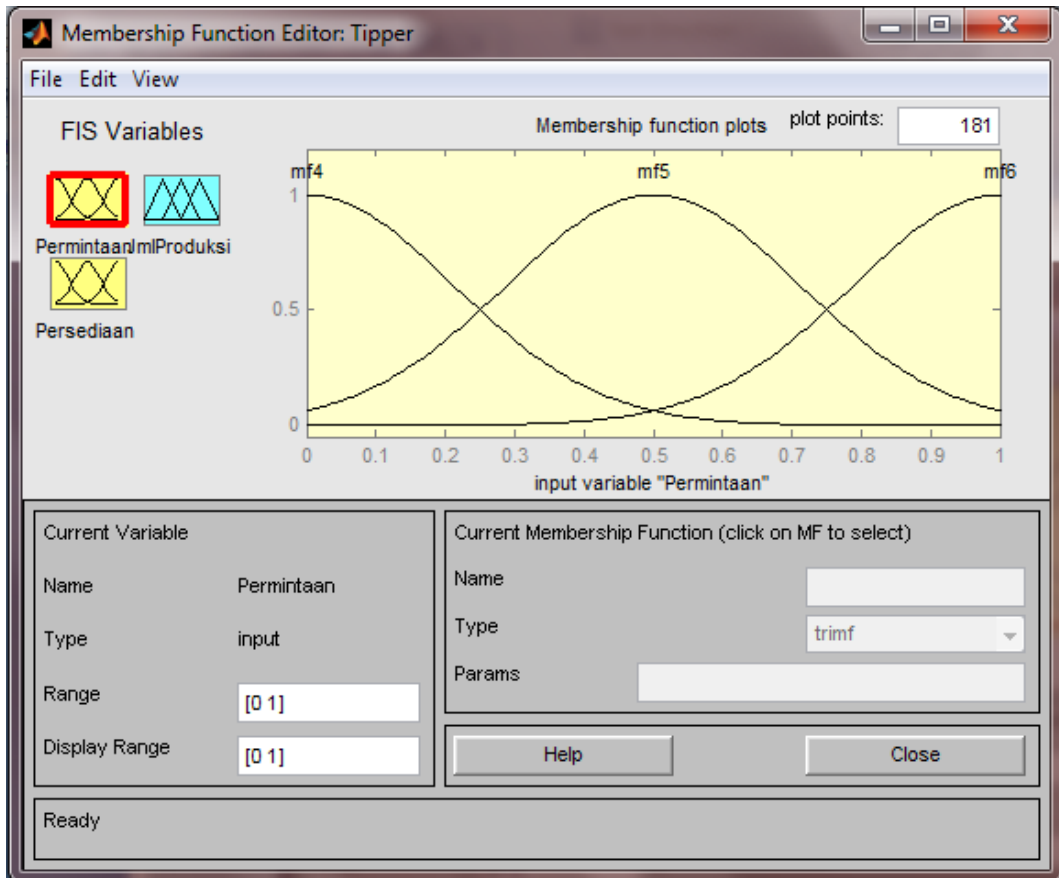 Membership Function Editor: Tipper
File Edit View
FIS Variables
Membership function plots plot points: 181
mf4 mf5 mf6
PermintaanJmlProduksi
Persediaan
1
0.5
0
0 0.1 0.2 0.3 0.4 0.5 0.6 0.7 0.8 0.9 1
input variable "Permintaan"
Current Variable
Name Permintaan
Type input
Range [0 1]
Display Range [0 1]
Current Membership Function (click on MF to select)
Name
Type trimf
Params
Help Close
Ready